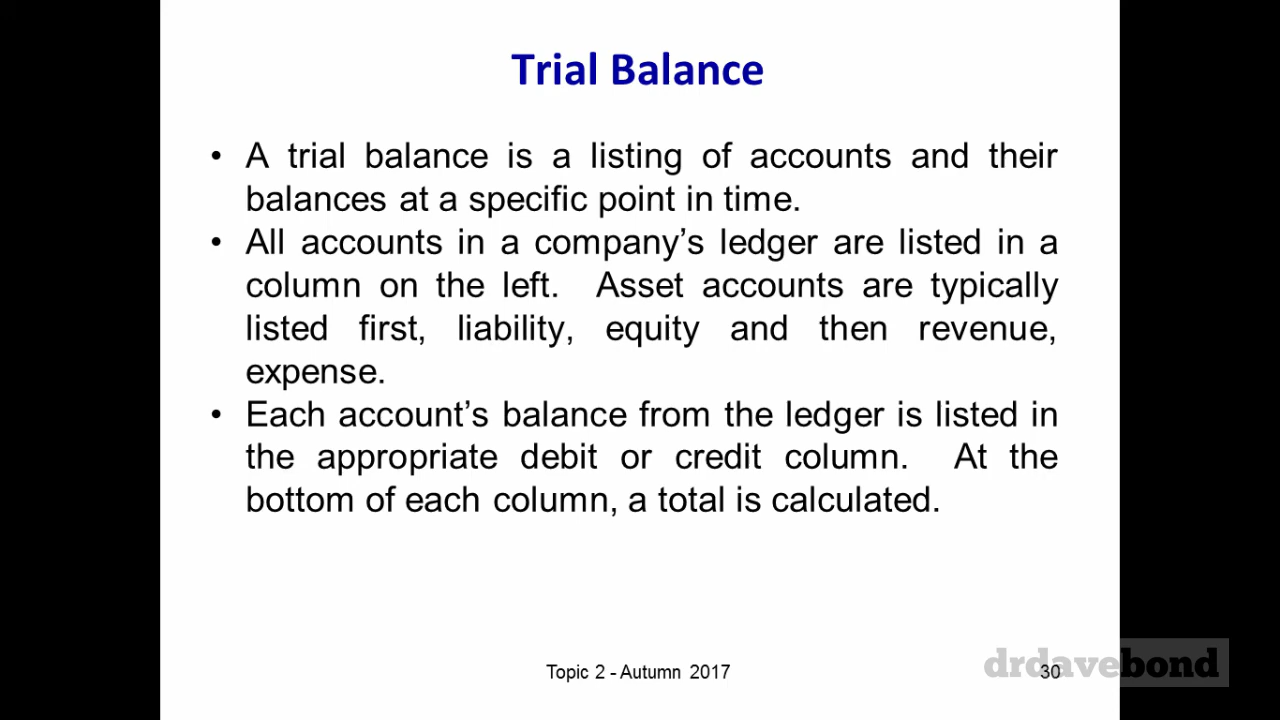 Trial Balance
• A trial balance is a listing of accounts and their
balances at a specific point in time.
• All accounts in a company’s ledger are listed in a
column on the left. Asset accounts are typically
listed first, liability, equity and then revenue,
expense.
• Each account’s balance from the ledger is listed in
the appropriate debit or credit column. At the
bottom of each column, a total is calculated.
Topic 2 - Autumn 2017
30
drdavebond